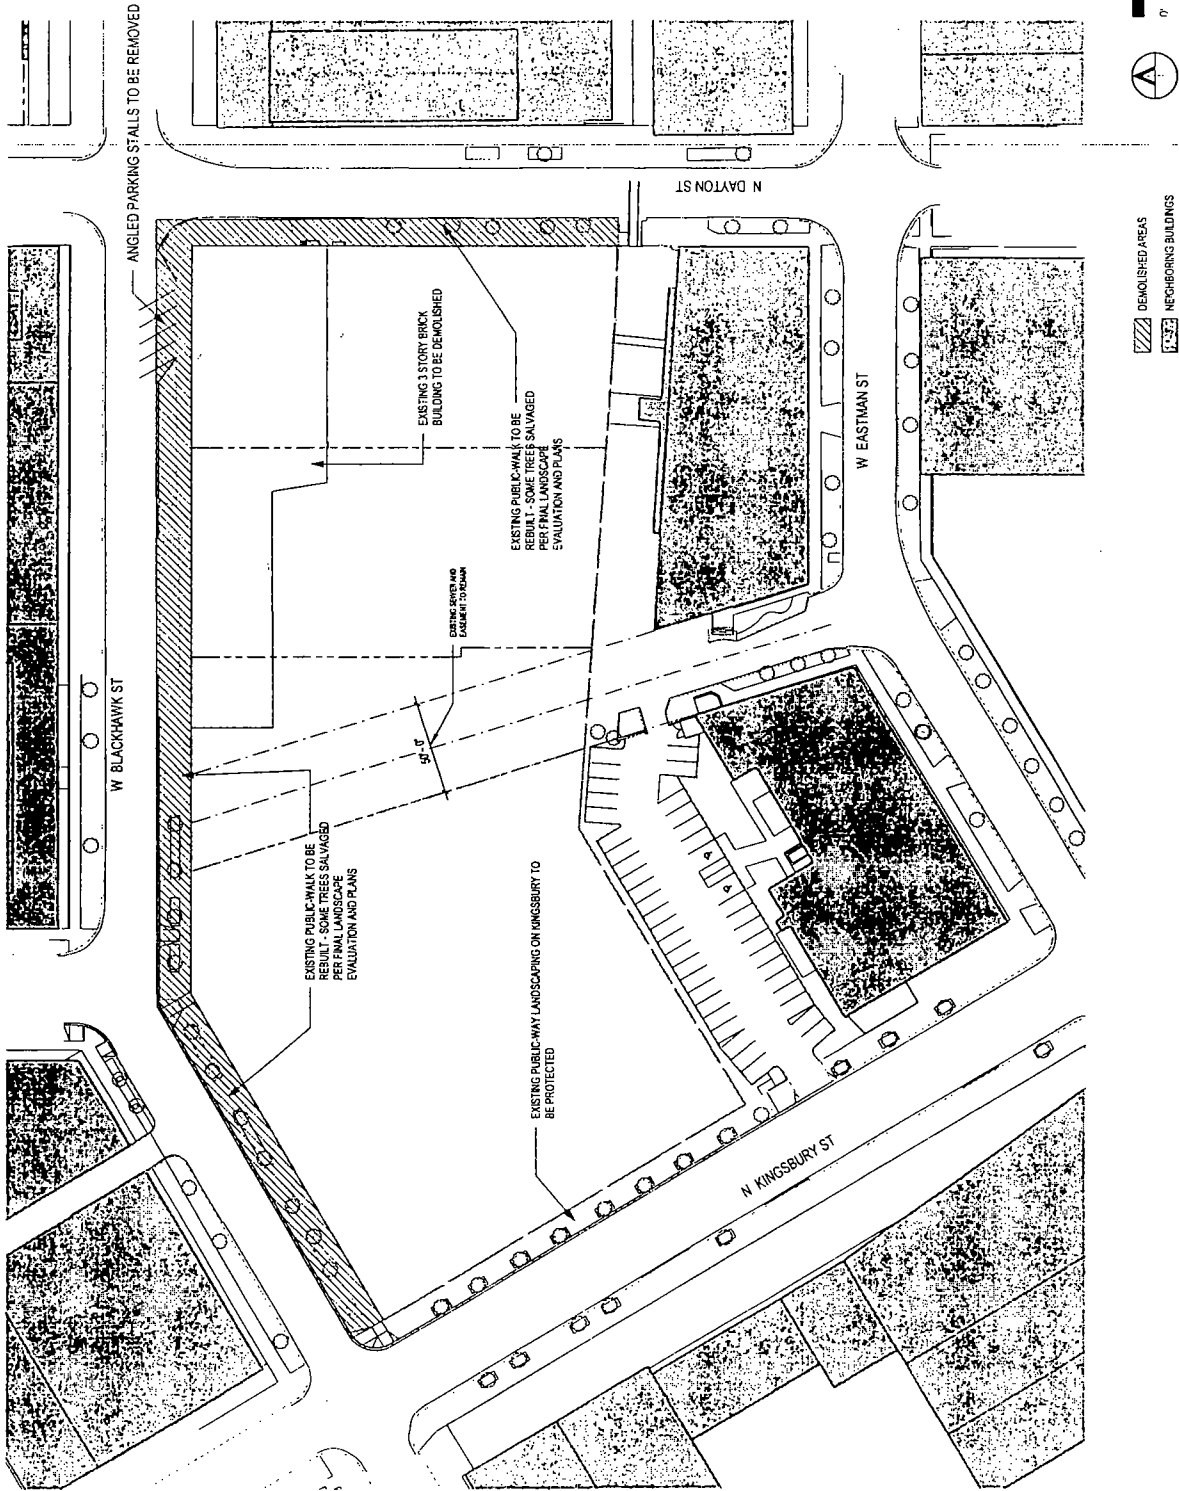 ANGLED PARKING STALLS TO BE REMOVED
N DAYTON ST
EXISTING 3 STORY BRICK
BUILDING TO BE DEMOLISHED
EXISTING PUBLIC-WALK TO BE
REBUILT - SOME TREES SALVAGED
PER FINAL LANDSCAPE
EVALUATION AND PLANS
EXISTING SEWER AND
EASEMENT TO REMAIN
W EASTMAN ST
W BLACKHAWK ST
50' - 0"
EXISTING PUBLIC-WALK TO BE
REBUILT - SOME TREES SALVAGED
PER FINAL LANDSCAPE
EVALUATION AND PLANS
EXISTING PUBLIC-WAY LANDSCAPING ON KINGSBURY TO
BE PROTECTED
N KINGSBURY ST
DEMOLISHED AREAS
NEIGHBORING BUILDINGS